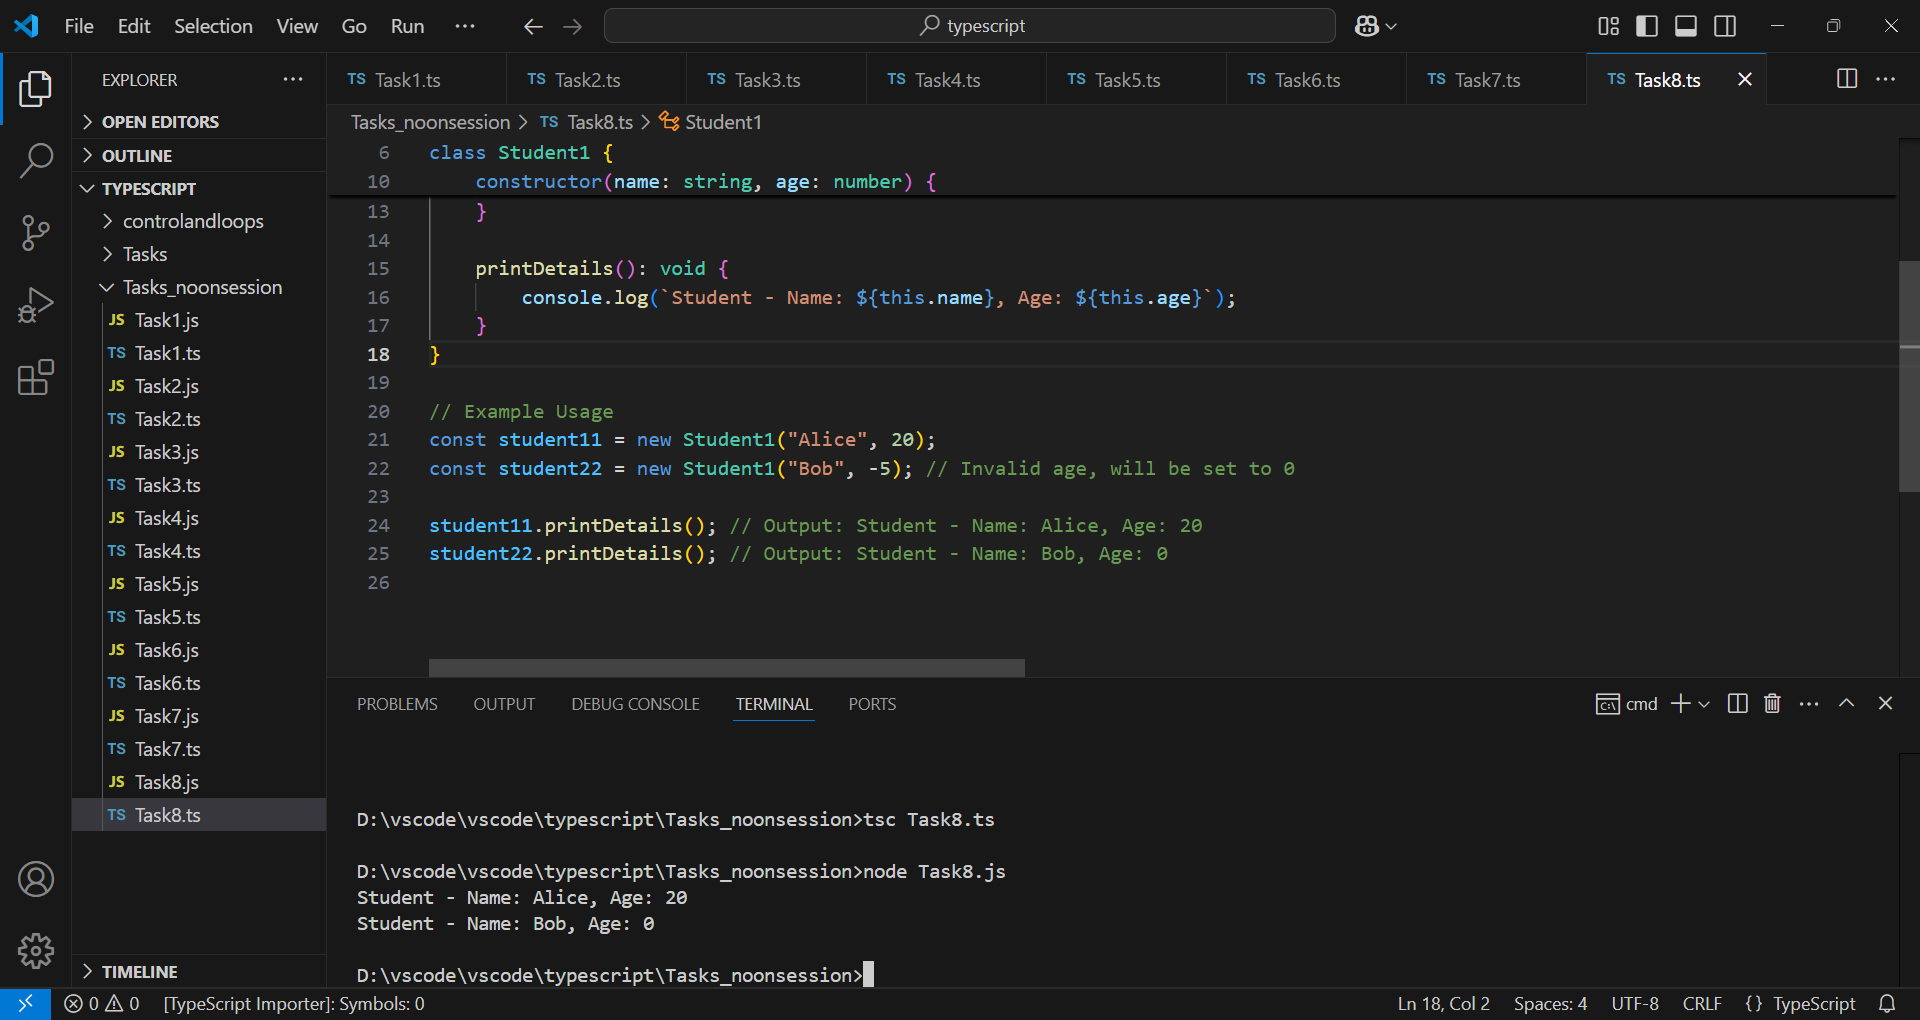 File Edit Selection View Go Run ···
typescript
EXPLORER
OPEN EDITORS
OUTLINE
TYPESCRIPT
controlandloops
Tasks
Tasks_noonsession
JS Task1.js
TS Task1.ts
JS Task2.js
TS Task2.ts
JS Task3.js
TS Task3.ts
JS Task4.js
TS Task4.ts
JS Task5.js
TS Task5.ts
JS Task6.js
TS Task6.ts
JS Task7.js
TS Task7.ts
JS Task8.js
TS Task8.ts
TIMELINE
TS Task1.ts TS Task2.ts TS Task3.ts TS Task4.ts TS Task5.ts TS Task6.ts TS Task7.ts TS Task8.ts
Tasks_noonsession > TS Task8.ts > Student1
6 class Student1 {
10 constructor(name: string, age: number) {
13 }
14
15 printDetails(): void {
16 console.log(`Student - Name: ${this.name}, Age: ${this.age}`);
17 }
18 }
19
20 // Example Usage
21 const student11 = new Student1("Alice", 20);
22 const student22 = new Student1("Bob", -5); // Invalid age, will be set to 0
23
24 student11.printDetails(); // Output: Student - Name: Alice, Age: 20
25 student22.printDetails(); // Output: Student - Name: Bob, Age: 0
26
PROBLEMS OUTPUT DEBUG CONSOLE TERMINAL PORTS
cmd
D:\vscode\vscode\typescript\Tasks_noonsession>tsc Task8.ts
D:\vscode\vscode\typescript\Tasks_noonsession>node Task8.js
Student - Name: Alice, Age: 20
Student - Name: Bob, Age: 0
D:\vscode\vscode\typescript\Tasks_noonsession>
0 0 [TypeScript Importer]: Symbols: 0
Ln 18, Col 2 Spaces: 4 UTF-8 CRLF {} TypeScript